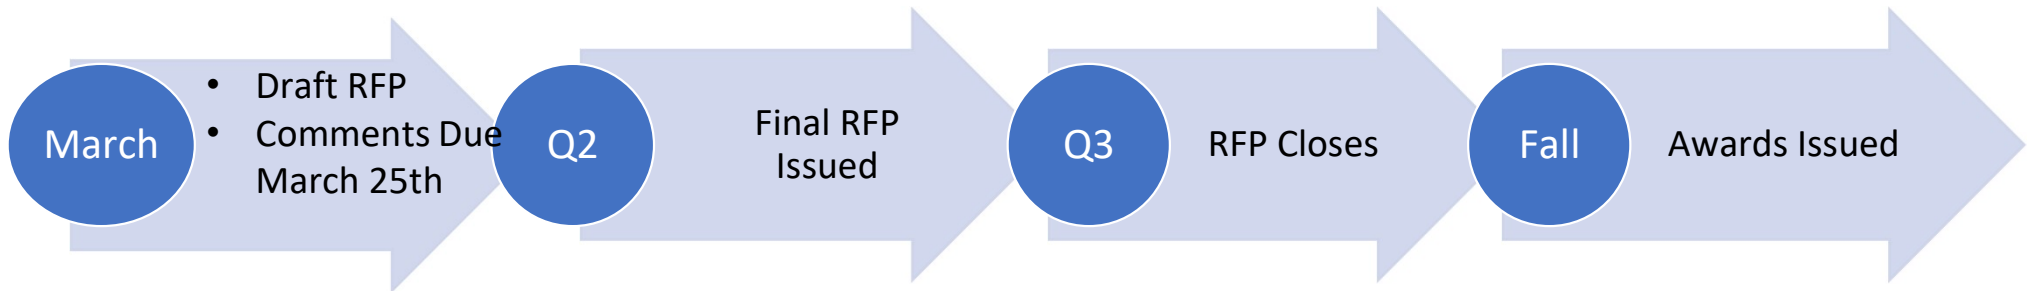 March
• Draft RFP
• Comments Due
March 25th
Q2
Final RFP
Issued
Q3
RFP Closes
Fall
Awards Issued